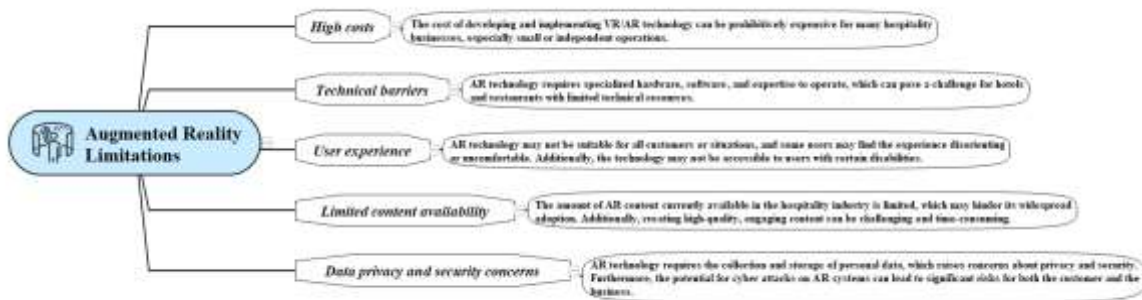 Augmented Reality
Limitations
High costs
The cost of developing and implementing VR/AR technology can be prohibitively expensive for many hospitality
businesses, especially small or independent operations.
Technical barriers
AR technology requires specialized hardware, software, and expertise to operate, which can pose a challenge for hotels
and restaurants with limited technical resources.
User experience
AR technology may not be suitable for all customers or situations, and some users may find the experience disorienting
or uncomfortable. Additionally, the technology may not be accessible to users with certain disabilities.
Limited content availability
The amount of AR content currently available in the hospitality industry is limited, which may hinder its widespread
adoption. Additionally, creating high-quality, engaging content can be challenging and time-consuming.
Data privacy and security concerns
AR technology requires the collection and storage of personal data, which raises concerns about privacy and security.
Furthermore, the potential for cyber attacks on AR systems can lead to significant risks for both the customer and the
business.